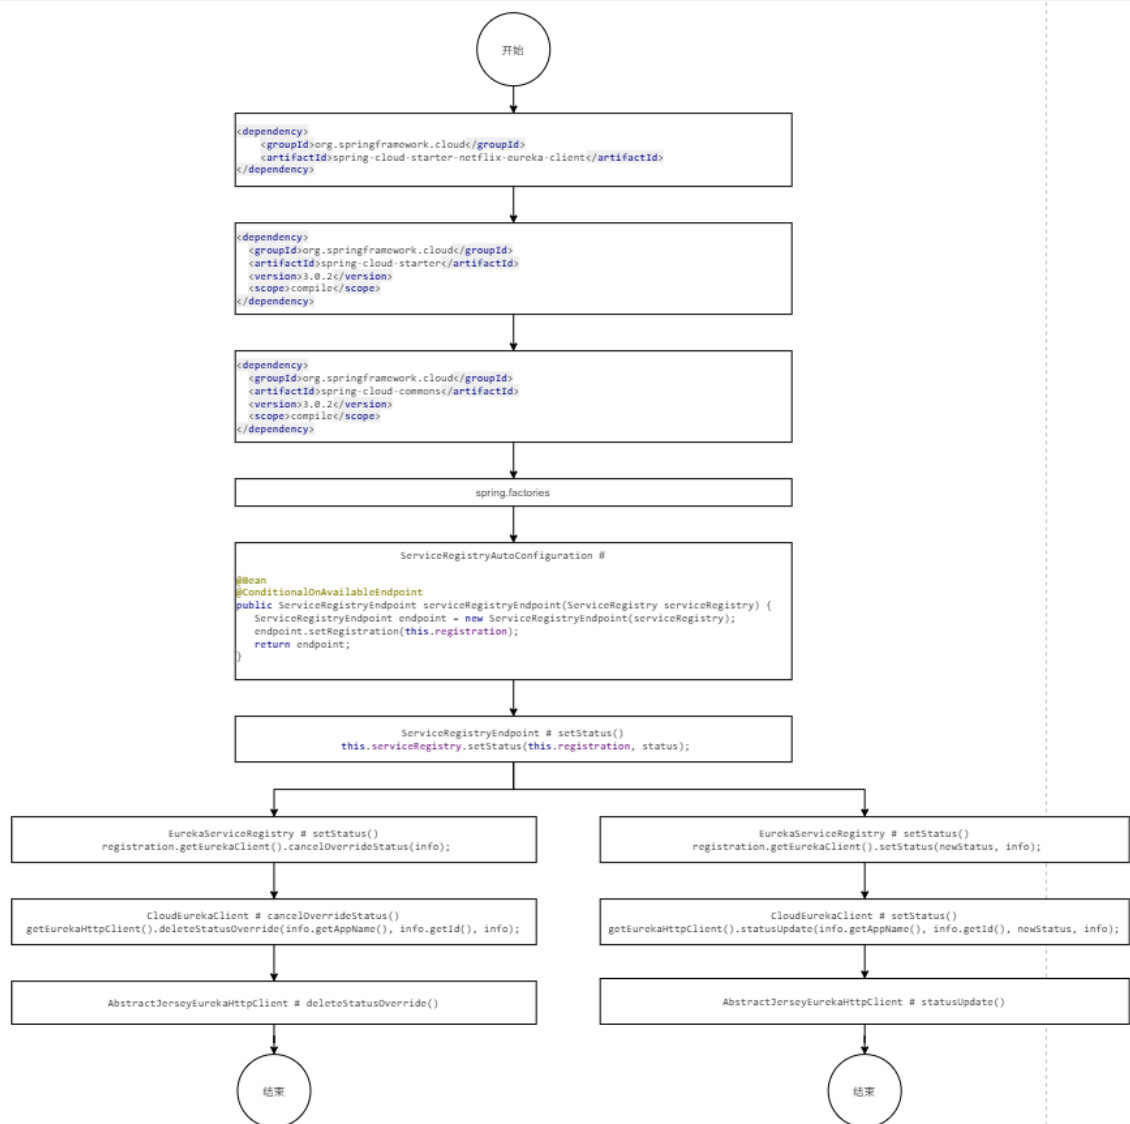 开始
<dependency>
<groupId>org.springframework.cloud</groupId>
<artifactId>spring-cloud-starter-netflix-eureka-client</artifactId>
</dependency>
<dependency>
<groupId>org.springframework.cloud</groupId>
<artifactId>spring-cloud-starter</artifactId>
<version>3.0.2</version>
<scope>compile</scope>
</dependency>
<dependency>
<groupId>org.springframework.cloud</groupId>
<artifactId>spring-cloud-commons</artifactId>
<version>3.0.2</version>
<scope>compile</scope>
</dependency>
spring.factories
ServiceRegistryAutoConfiguration #
@Bean
@ConditionalOnAvailableEndpoint
public ServiceRegistryEndpoint serviceRegistryEndpoint(ServiceRegistry serviceRegistry) {
ServiceRegistryEndpoint endpoint = new ServiceRegistryEndpoint(serviceRegistry);
endpoint.setRegistration(this.registration);
return endpoint;
}
ServiceRegistryEndpoint # setStatus()
this.serviceRegistry.setStatus(this.registration, status);
EurekaServiceRegistry # setStatus()
registration.getEurekaClient().cancelOverrideStatus(info);
CloudEurekaClient # cancelOverrideStatus()
getEurekaHttpClient().deleteStatusOverride(info.getAppName(), info.getId(), info);
AbstractJerseyEurekaHttpClient # deleteStatusOverride()
结束
EurekaServiceRegistry # setStatus()
registration.getEurekaClient().setStatus(newStatus, info);
CloudEurekaClient # setStatus()
getEurekaHttpClient().statusUpdate(info.getAppName(), info.getId(), newStatus, info);
AbstractJerseyEurekaHttpClient # statusUpdate()
结束